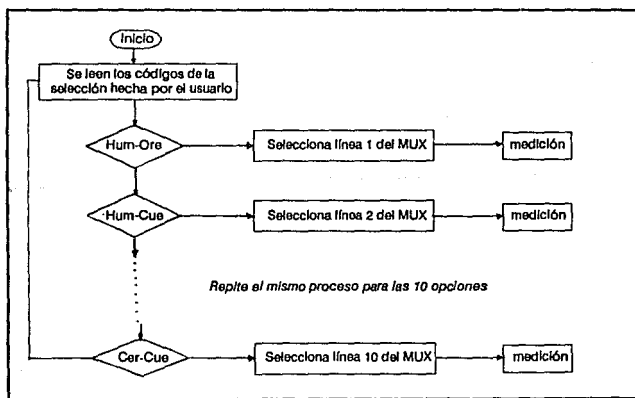 Inicio
Se leen los códigos de la
selección hecha por el usuario
Hum-Ore
Selecciona línea 1 del MUX
medición
Hum-Cue
Selecciona línea 2 del MUX
medición
Repite el mismo proceso para las 10 opciones
Cer-Cue
Selecciona línea 10 del MUX
medición